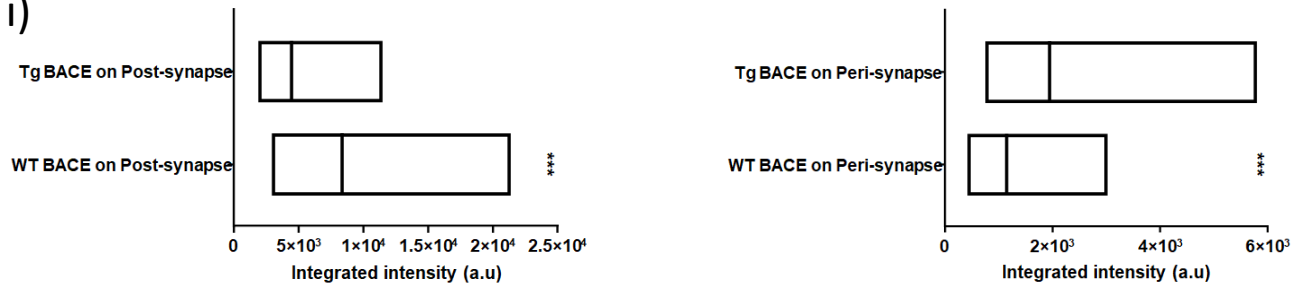 i)
Tg BACE on Post-synapse
WT BACE on Post-synapse
***
0 5×10³ 1×10⁴ 1.5×10⁴ 2×10⁴ 2.5×10⁴
Integrated intensity (a.u)
Tg BACE on Peri-synapse
WT BACE on Peri-synapse
***
0 2×10³ 4×10³ 6×10³
Integrated intensity (a.u)